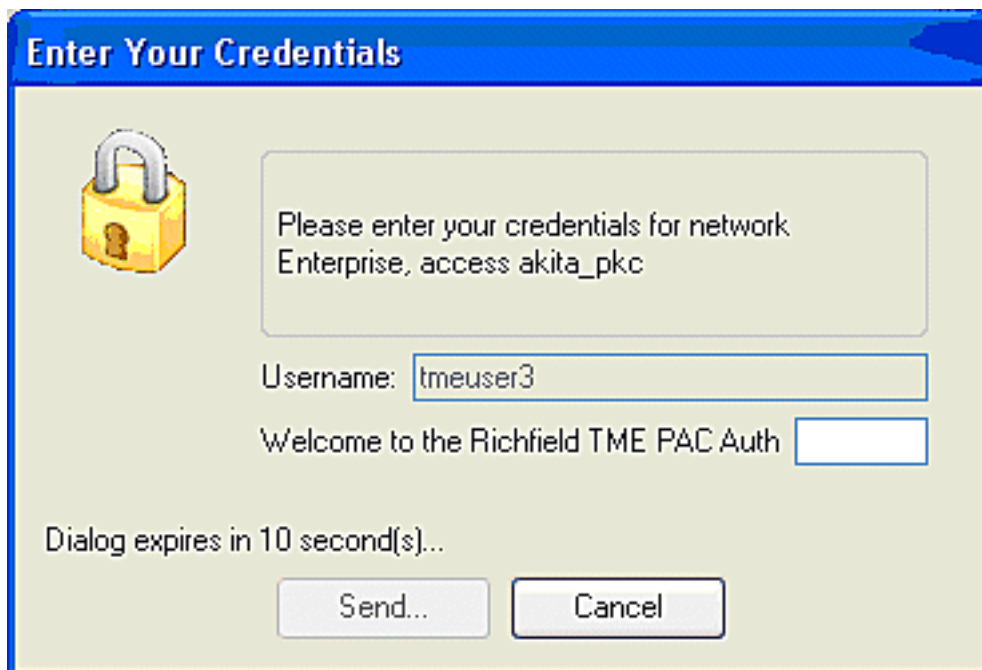 Enter Your Credentials
Please enter your credentials for network
Enterprise, access akita_pkc
Username: tmeuser3
Welcome to the Richfield TME PAC Auth
Dialog expires in 10 second(s)...
Send... Cancel